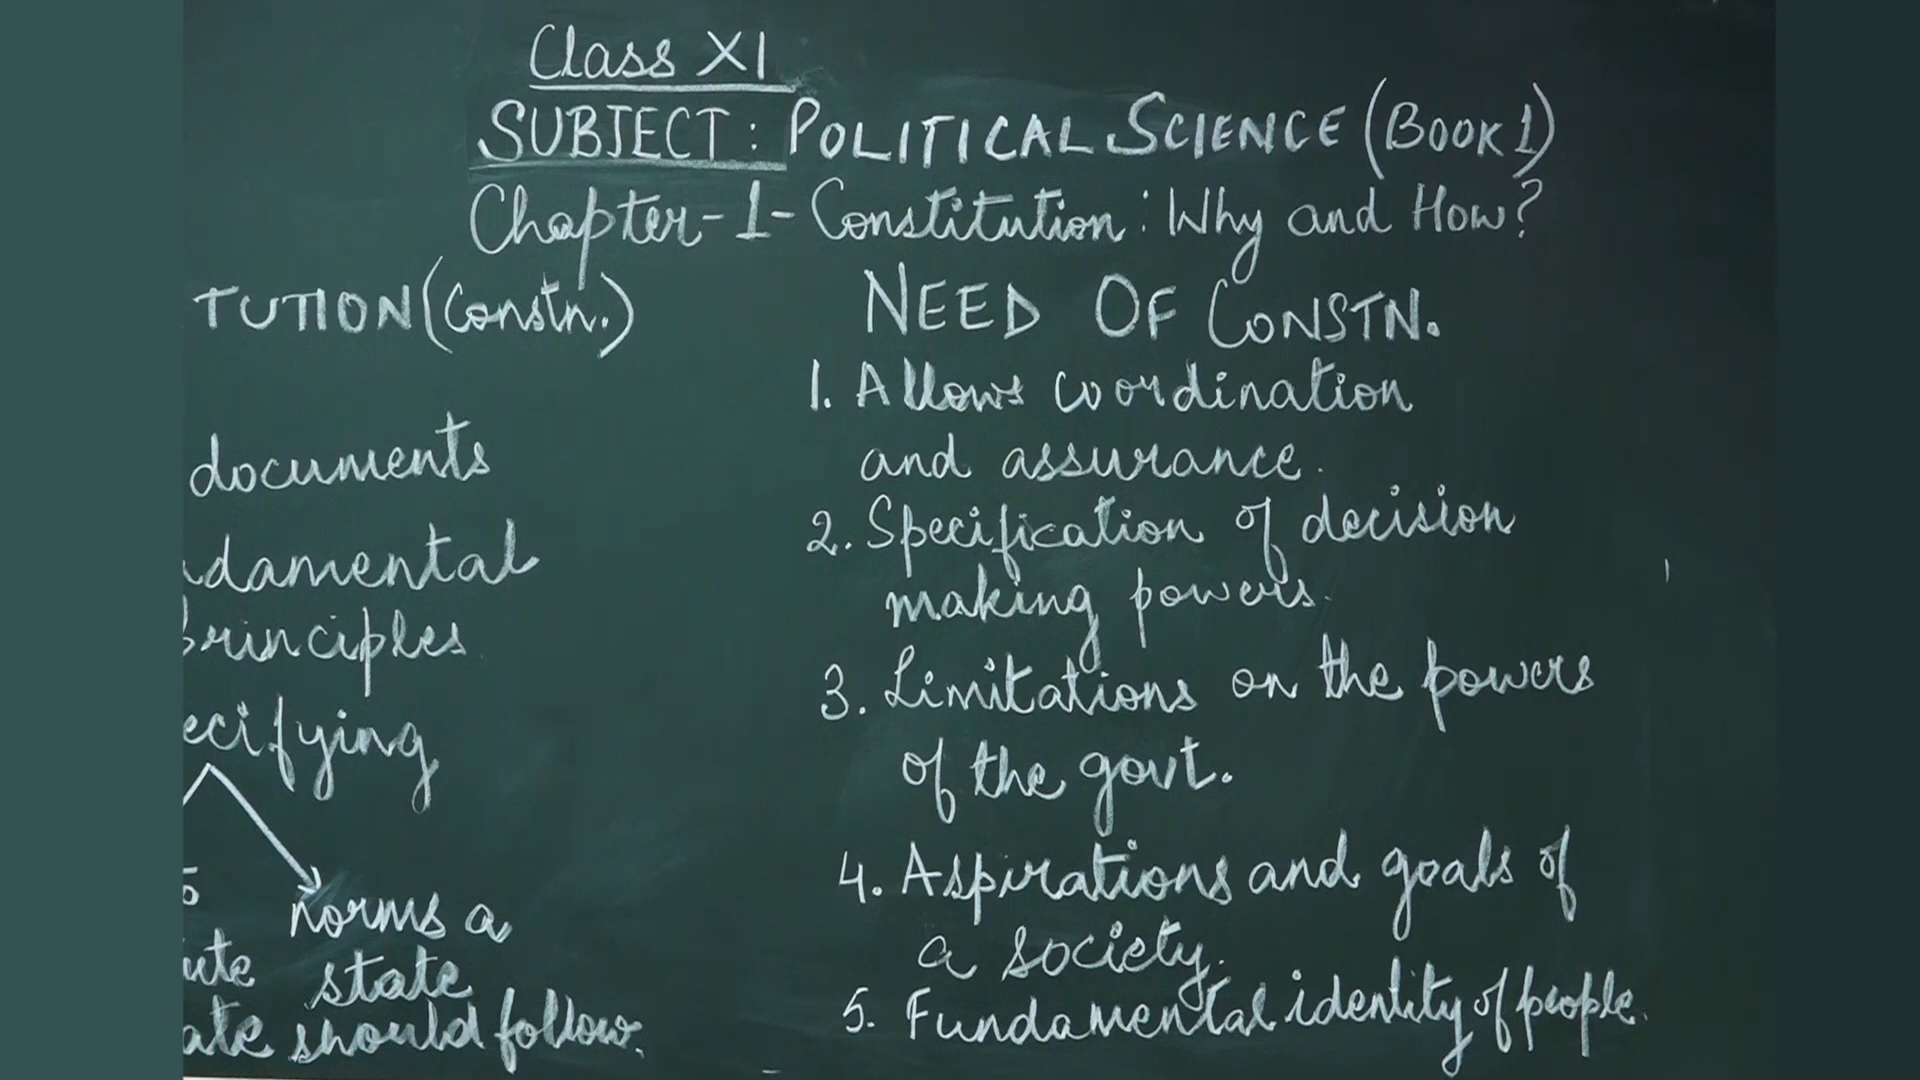 Class XI
SUBJECT: POLITICAL SCIENCE (BOOK 1)
Chapter-1- Constitution: Why and How?
TUTION (Constn.)
documents
ndamental
principles
ecifying
norms a
ute state
ate should follow.
NEED OF CONSTN.
1. Allows coordination
and assurance.
2. Specification of decision
making powers.
3. Limitations on the powers
of the govt.
4. Aspirations and goals of
a society.
5. Fundamental identity of people.